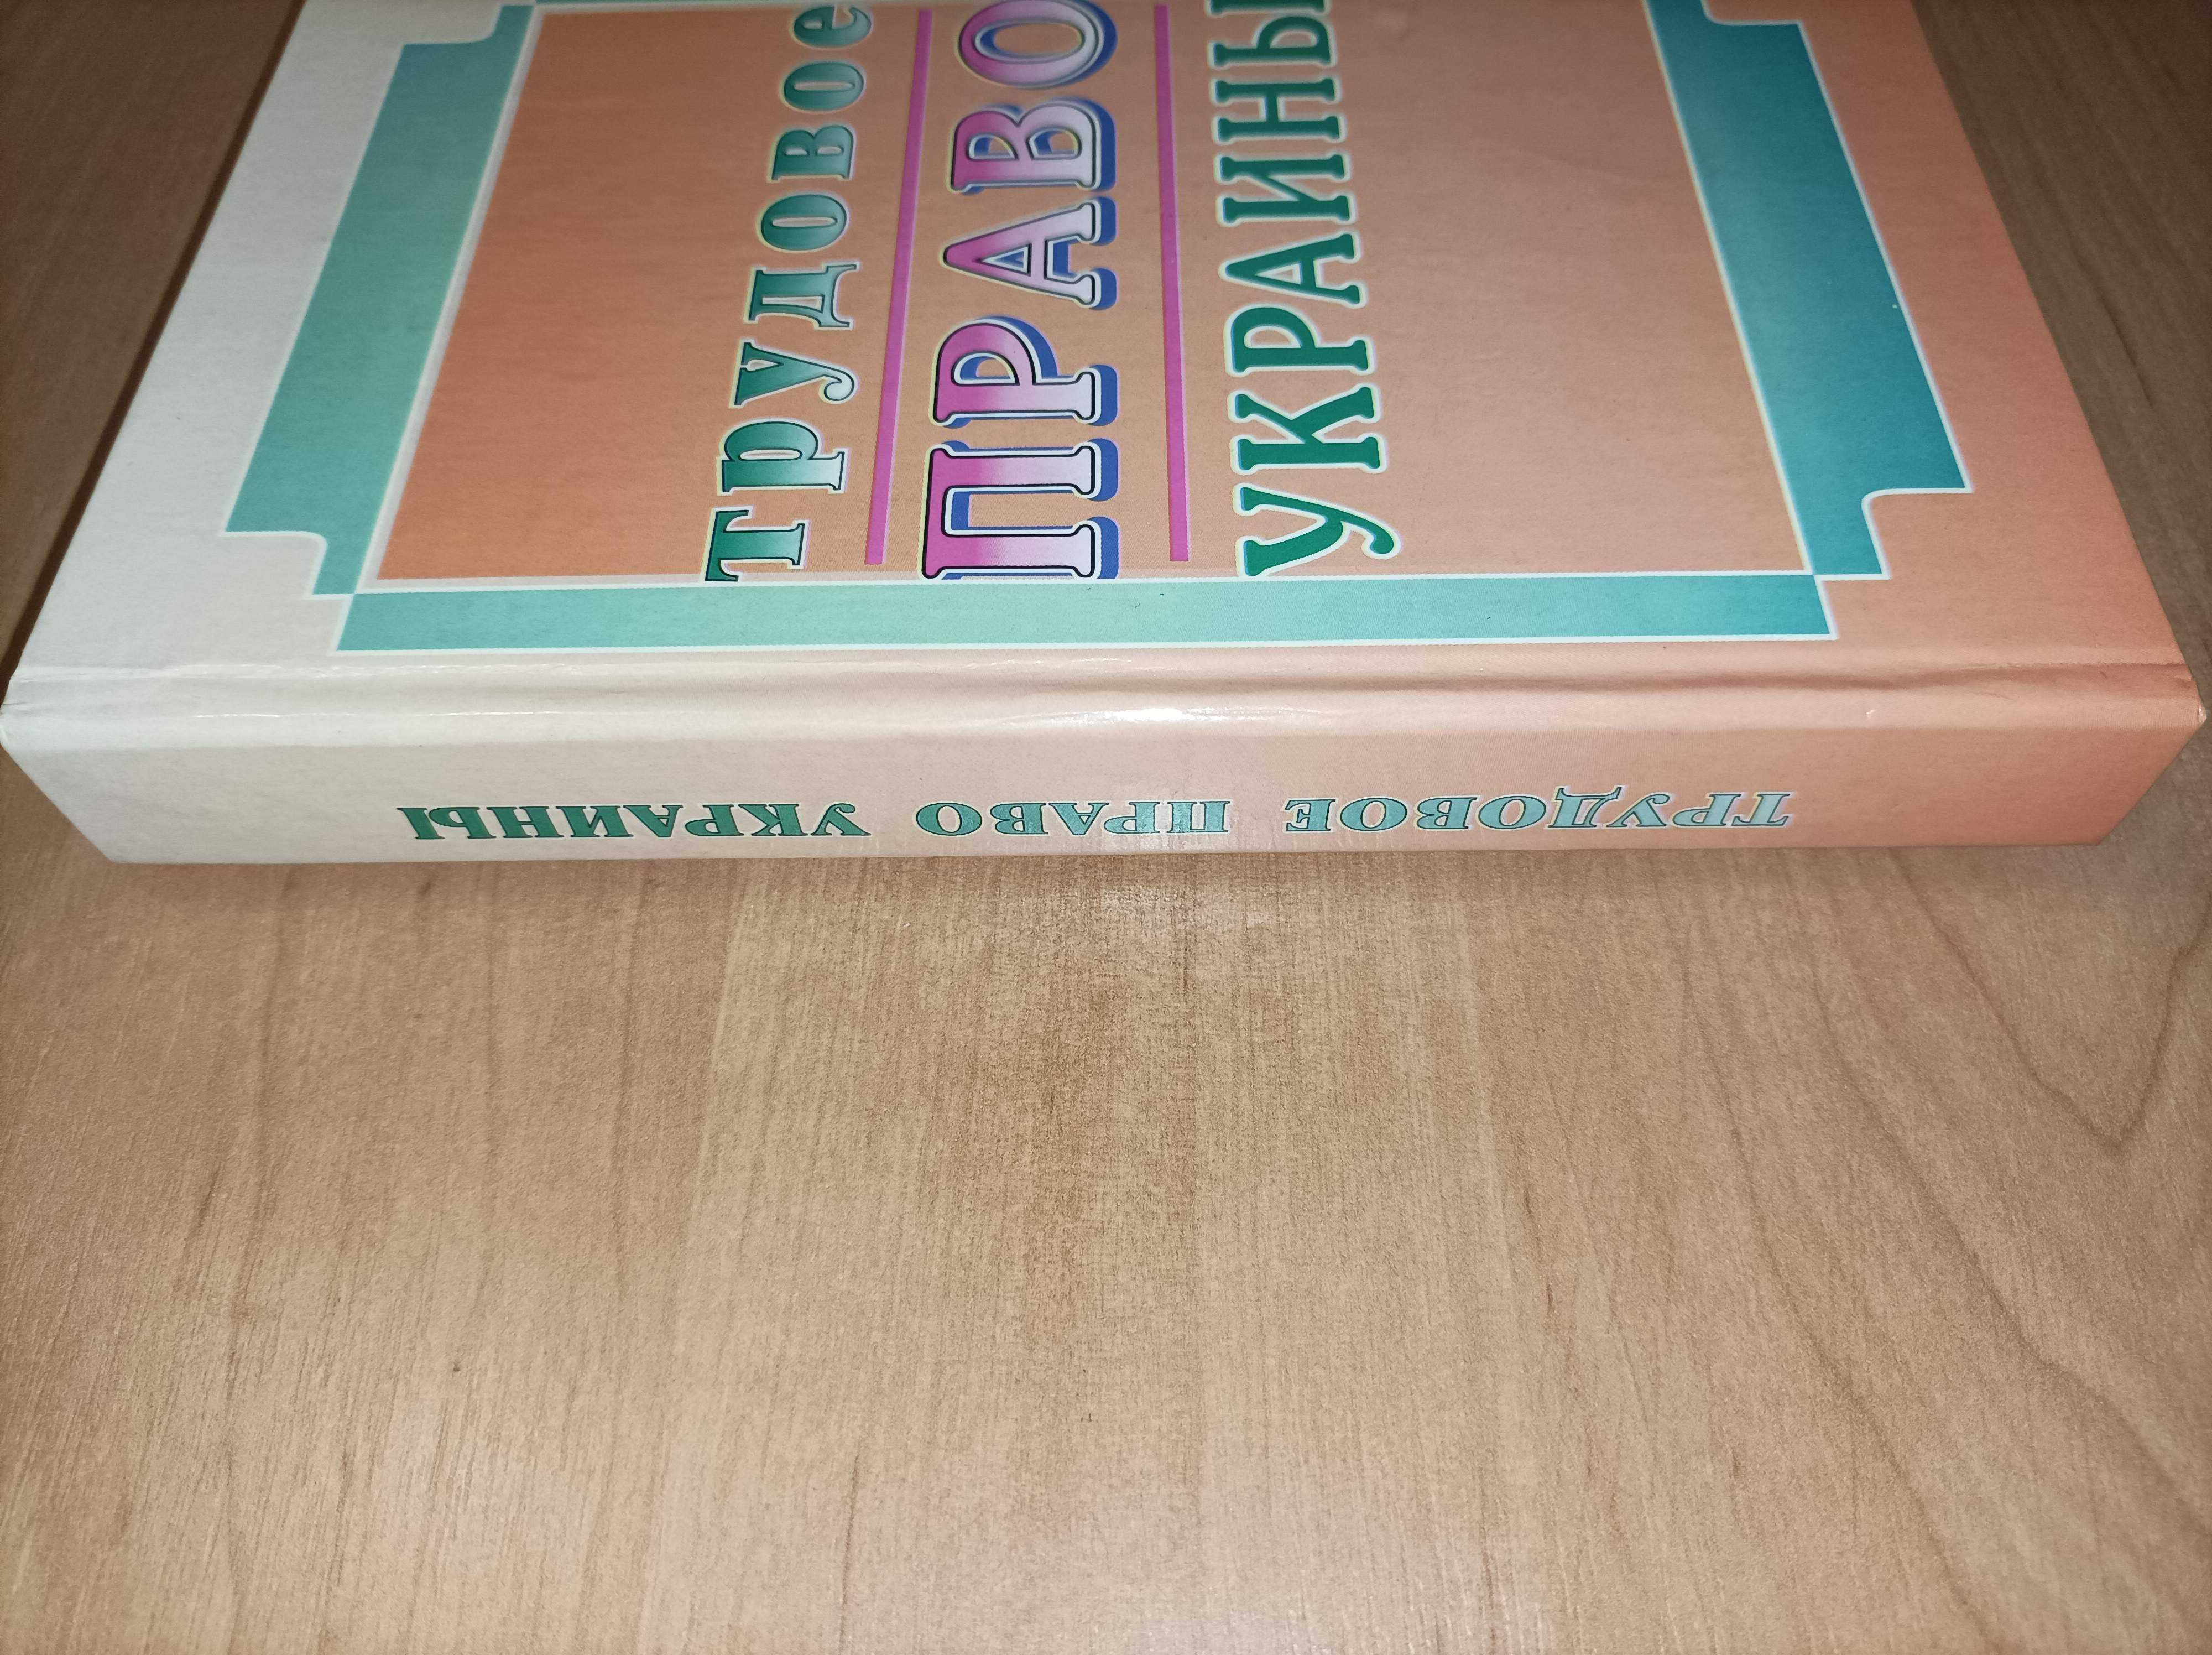 Трудовое
ПРАВО
УКРАИНЫ
ТРУДОВОЕ ПРАВО УКРАИНЫ